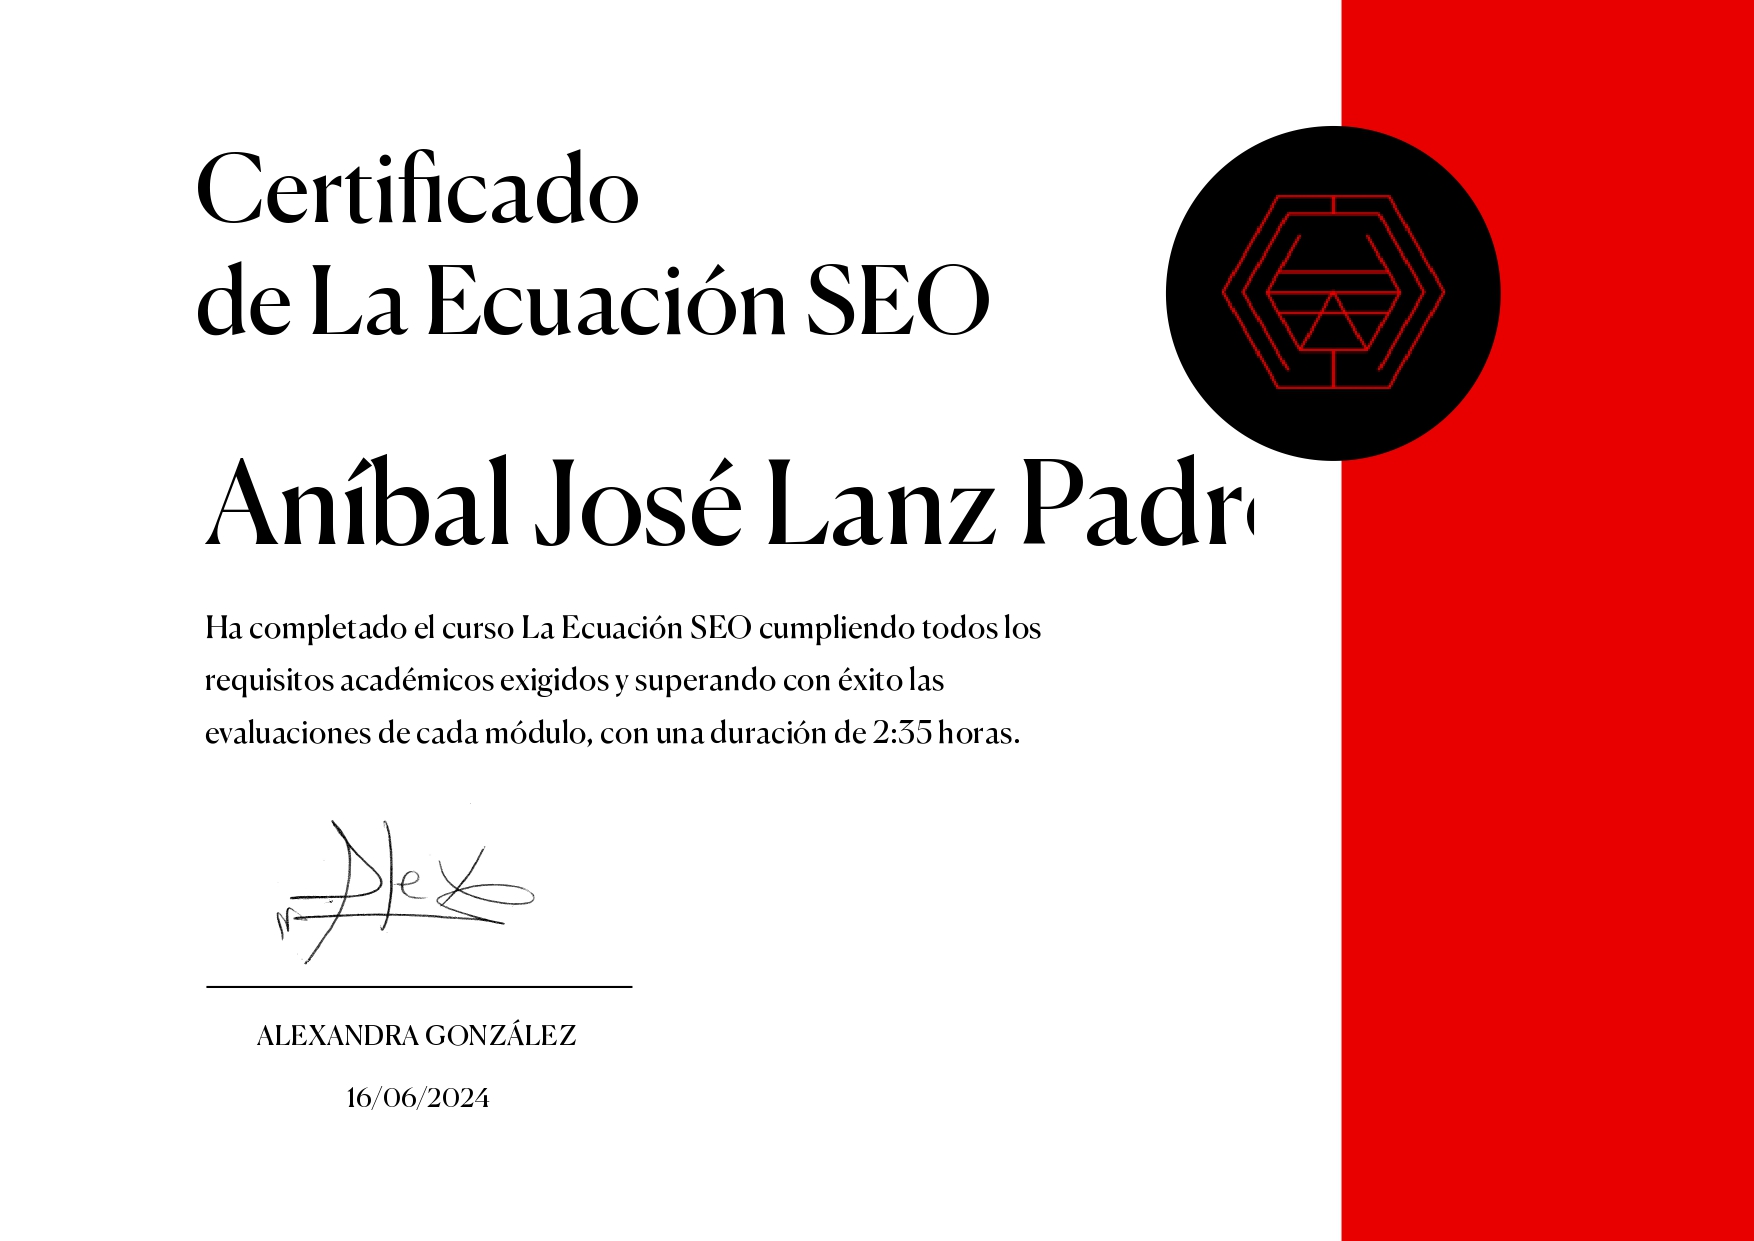 Certificado
de La Ecuación SEO
Aníbal José Lanz
Ha completado el curso La Ecuación SEO cumpliendo todos los
requisitos académicos exigidos y superando con éxito las
evaluaciones de cada módulo, con una duración de 2:35 horas.
Alex
ALEXANDRA GONZÁLEZ
16/06/2024